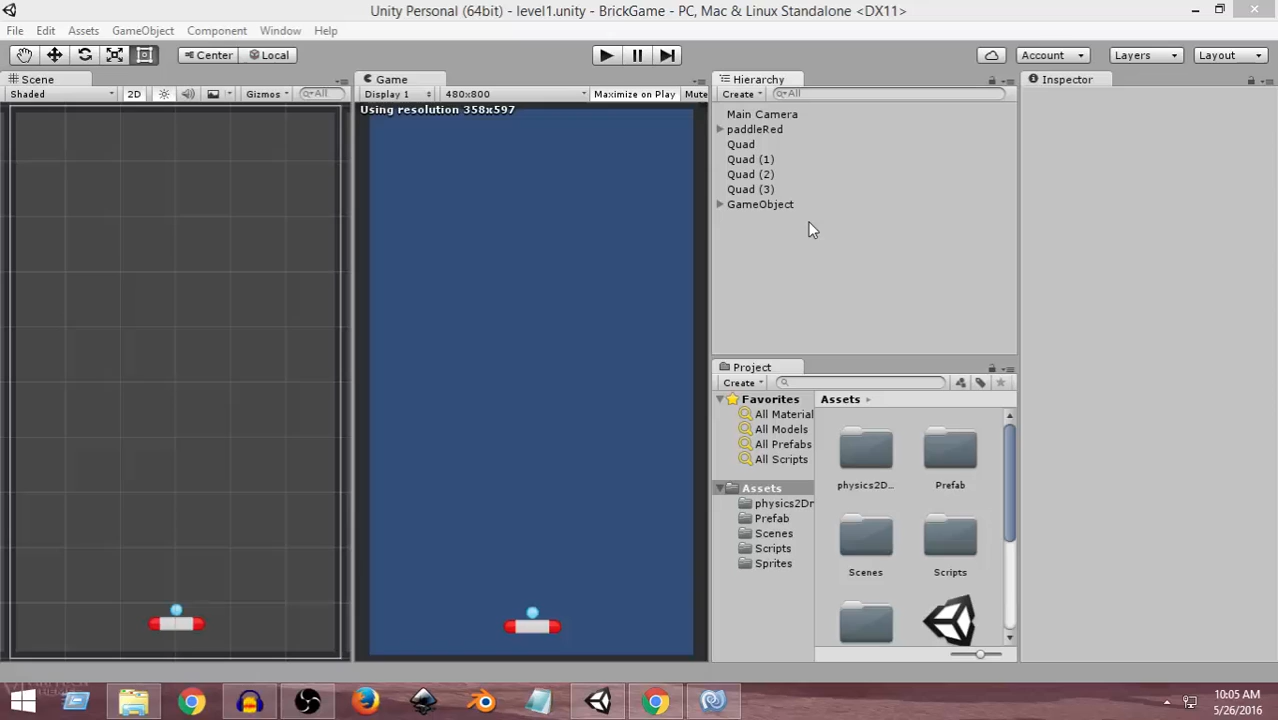 Unity Personal (64bit) - level1.unity - BrickGame - PC, Mac & Linux Standalone <DX11>
File Edit Assets GameObject Component Window Help
Center Local Account Layers Layout
Scene Game Hierarchy Inspector
Shaded 2D Gizmos All Display 1 480x800 Maximize on Play Mute Create All
Using resolution 358x597
Main Camera
paddleRed
Quad
Quad (1)
Quad (2)
Quad (3)
GameObject
Project
Create
Favorites
All Material
All Models
All Prefabs
All Scripts
Assets
physics2Dr
Prefab
Scenes
Scripts
Sprites
Assets
physics2D... Prefab
Scenes Scripts
10:05 AM
5/26/2016